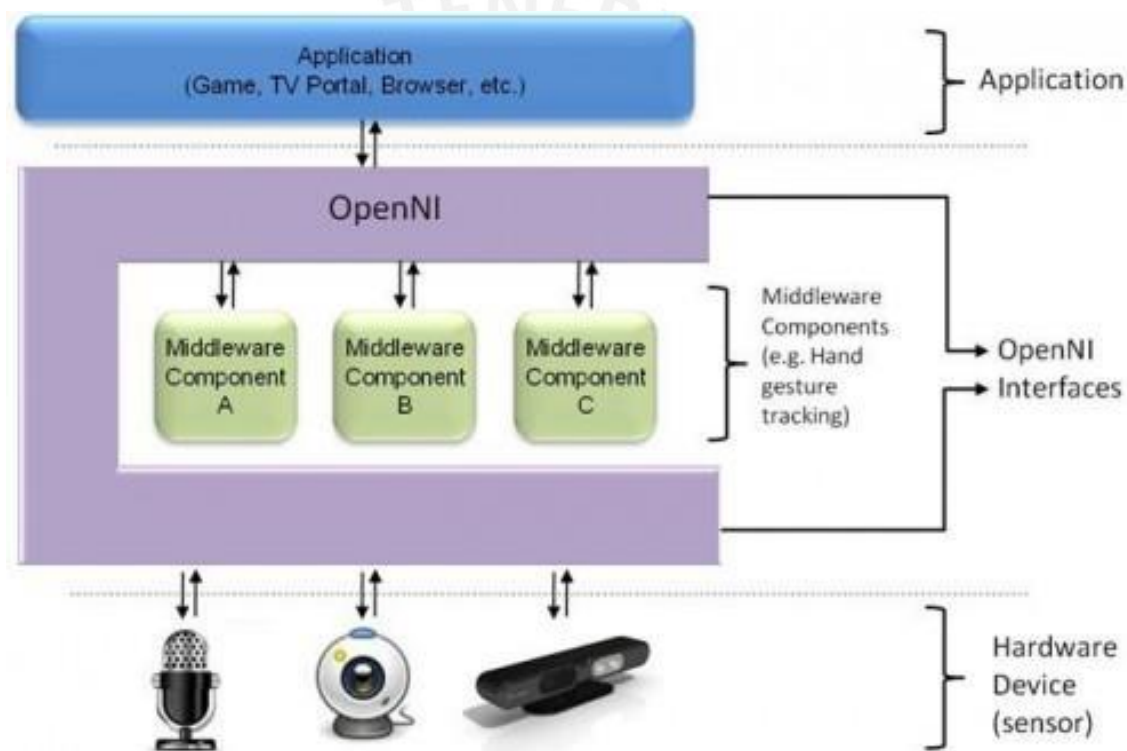 Application
(Game, TV Portal, Browser, etc.)
Application
OpenNI
Middleware
Component
A
Middleware
Component
B
Middleware
Component
C
Middleware
Components
(e.g. Hand
gesture
tracking)
OpenNI
Interfaces
Hardware
Device
(sensor)